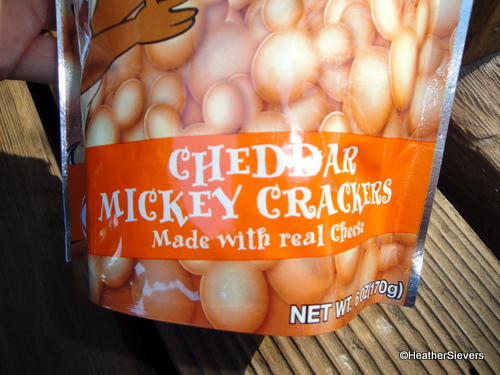 CHEDDAR
MICKEY CRACKERS
Made with real Cheese
NET WT. 6 OZ (170g)
©HeatherSievers